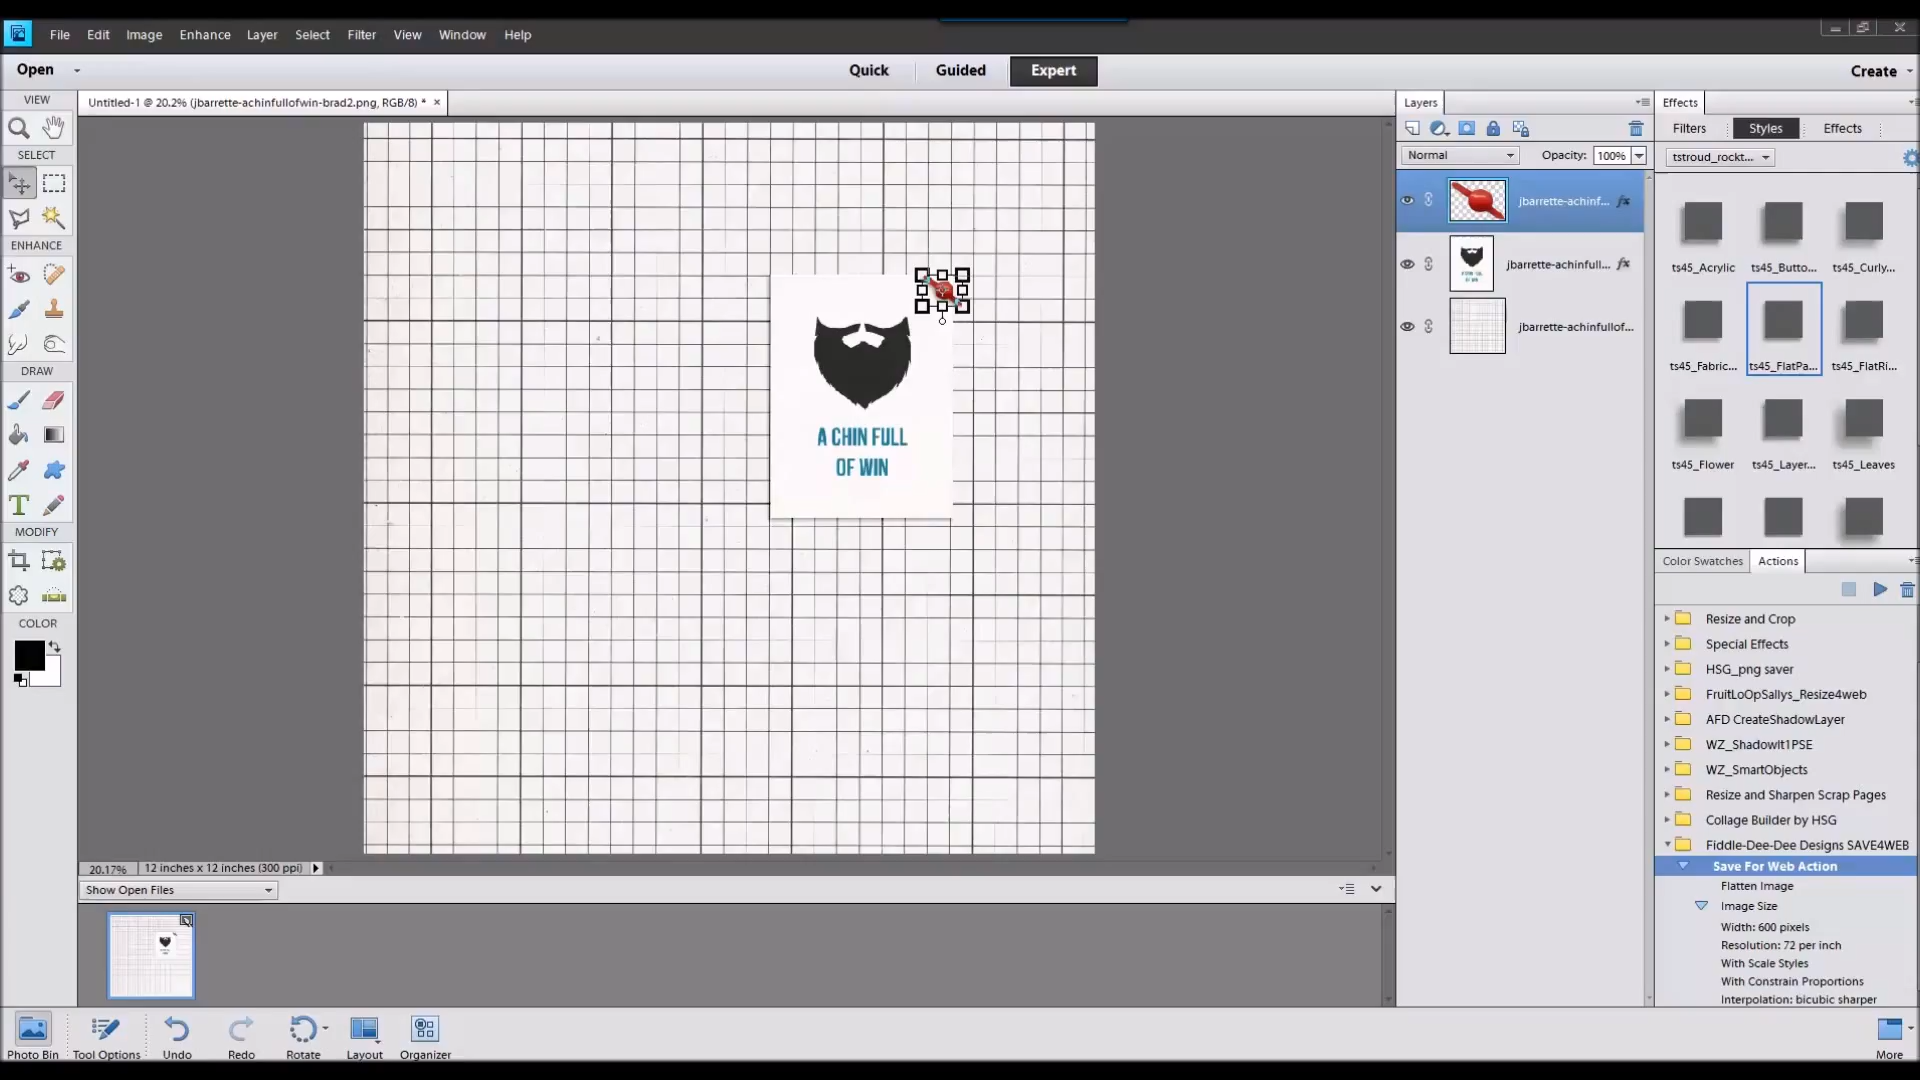 File Edit Image Enhance Layer Select Filter View Window Help
Open Quick Guided Expert Create
VIEW
Untitled-1 @ 20.2% (jbarrette-achinfullofwin-brad2.png, RGB/8) * ×
SELECT
ENHANCE
DRAW
T
MODIFY
COLOR
A CHIN FULL
OF WIN
20.17% 12 inches x 12 inches (300 ppi)
Show Open Files
Photo Bin Tool Options Undo Redo Rotate Layout Organizer More
Layers
Normal Opacity: 100%
jbarrette-achinf... fx
jbarrette-achinfull... fx
jbarrette-achinfullof...
Effects
Filters Styles Effects
tstroud_rockt...
ts45_Acrylic ts45_Butto... ts45_Curly...
ts45_Fabric... ts45_FlatPa... ts45_FlatRi...
ts45_Flower ts45_Layer... ts45_Leaves
Color Swatches Actions
Resize and Crop
Special Effects
HSG_png saver
FruitLoOpSallys_Resize4web
AFD CreateShadowLayer
WZ_ShadowIt1PSE
WZ_SmartObjects
Resize and Sharpen Scrap Pages
Collage Builder by HSG
Fiddle-Dee-Dee Designs SAVE4WEB
Save For Web Action
Flatten Image
Image Size
Width: 600 pixels
Resolution: 72 per inch
With Scale Styles
With Constrain Proportions
Interpolation: bicubic sharper